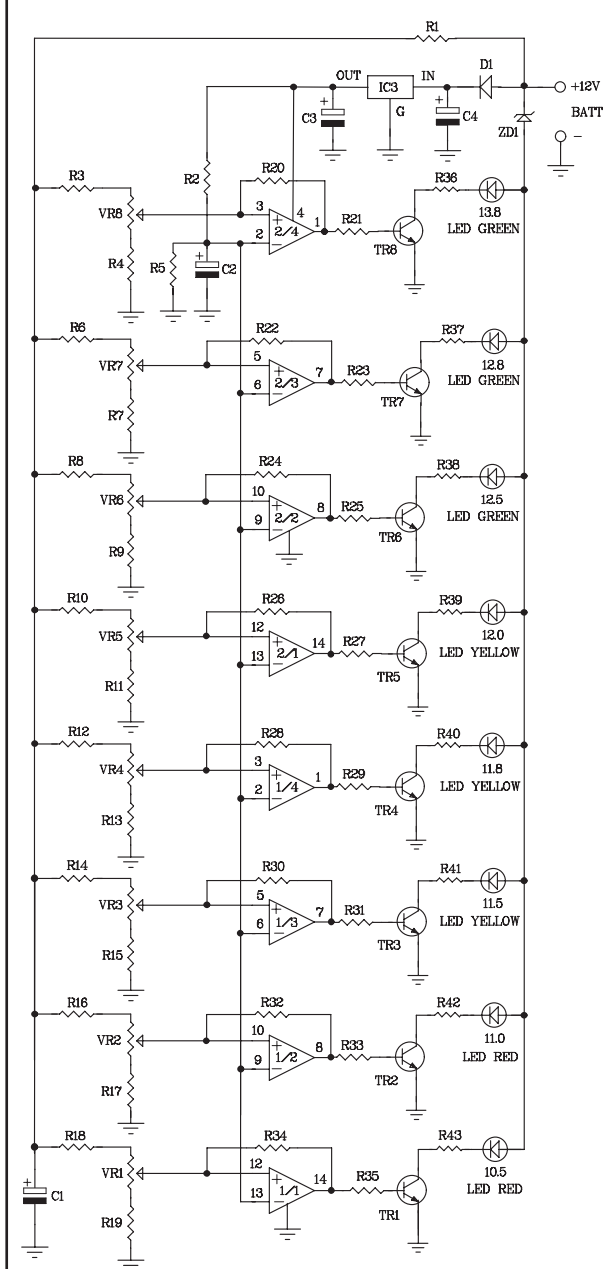 R1
D1
OUT IC3 IN
+12V
G
C3
C4
BATT
ZD1
-
R3
R2
R20
R36
VR8
3
4
1
R21
2/4
2
13.8
LED GREEN
TR8
R4
R5
C2
R6
R22
R37
VR7
5
7
R23
2/3
6
12.8
LED GREEN
TR7
R7
R8
R24
R38
VR6
10
8
R25
2/2
9
12.5
LED GREEN
TR6
R9
R10
R26
R39
VR5
12
14
R27
2/1
13
12.0
LED YELLOW
TR5
R11
R12
R28
R40
VR4
3
1
R29
1/4
2
11.8
LED YELLOW
TR4
R13
R14
R30
R41
VR3
5
7
R31
1/3
6
11.5
LED YELLOW
TR3
R15
R16
R32
R42
VR2
10
8
R33
1/2
9
11.0
LED RED
TR2
R17
R18
R34
R43
VR1
12
14
R35
1/1
13
10.5
LED RED
TR1
C1
R19